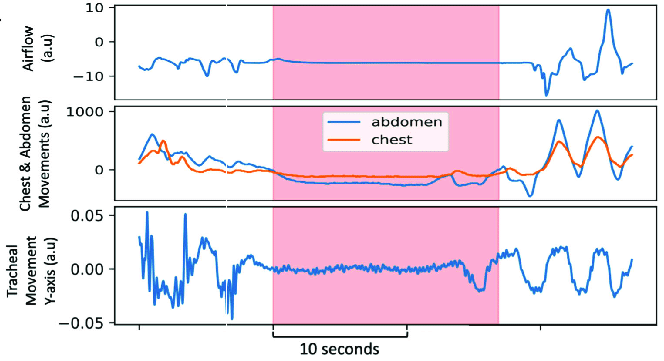 Airflow
(a.u)
10
0
−10
Chest & Abdomen
Movements (a.u)
1000
0
abdomen
chest
Tracheal
Movement
Y-axis (a.u)
0.05
0.00
−0.05
10 seconds